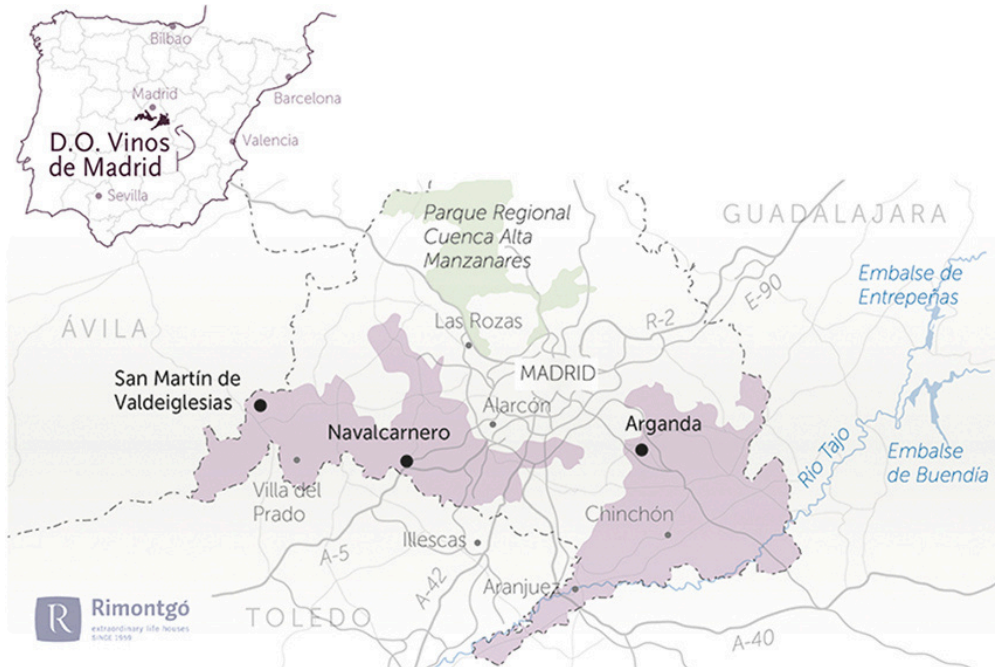 Bilbao
Madrid
Barcelona
D.O. Vinos
de Madrid
Valencia
Sevilla
Parque Regional
Cuenca Alta
Manzanares
GUADALAJARA
Embalse de
Entrepeñas
E-90
R-2
ÁVILA
Las Rozas
San Martín de
Valdeiglesias
MADRID
Alarcón
Navalcarnero
Arganda
Río Tajo
Embalse
de Buendía
Villa del
Prado
Chinchón
Illescas
A-5
A-42
Aranjuez
TOLEDO
A-40
R
Rimontgó
extraordinary life houses
SINCE 1959